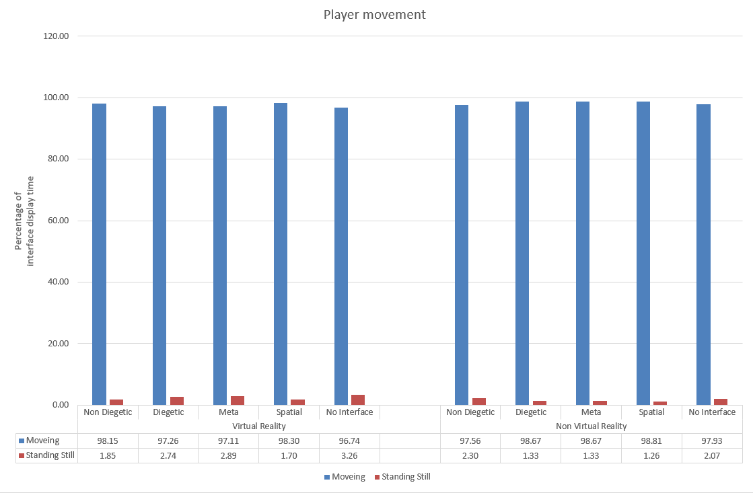 Player movement
120.00
100.00
80.00
60.00
40.00
20.00
0.00
Percentage of
interface display time
Non Diegetic Diegetic Meta Spatial No Interface Non Diegetic Diegetic Meta Spatial No Interface
Virtual Reality Non Virtual Reality
Moveing 98.15 97.26 97.11 98.30 96.74 97.56 98.67 98.67 98.81 97.93
Standing Still 1.85 2.74 2.89 1.70 3.26 2.30 1.33 1.33 1.26 2.07
Moveing Standing Still